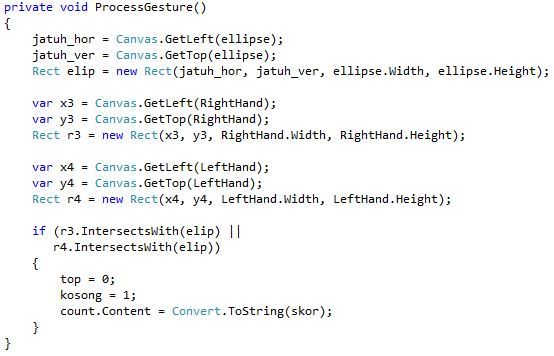 private void ProcessGesture()
{
    jatuh_hor = Canvas.GetLeft(ellipse);
    jatuh_ver = Canvas.GetTop(ellipse);
    Rect elip = new Rect(jatuh_hor, jatuh_ver, ellipse.Width, ellipse.Height);

    var x3 = Canvas.GetLeft(RightHand);
    var y3 = Canvas.GetTop(RightHand);
    Rect r3 = new Rect(x3, y3, RightHand.Width, RightHand.Height);

    var x4 = Canvas.GetLeft(LeftHand);
    var y4 = Canvas.GetTop(LeftHand);
    Rect r4 = new Rect(x4, y4, LeftHand.Width, LeftHand.Height);

    if (r3.IntersectsWith(elip) ||
       r4.IntersectsWith(elip))
    {
        top = 0;
        kosong = 1;
        count.Content = Convert.ToString(skor);
    }
}